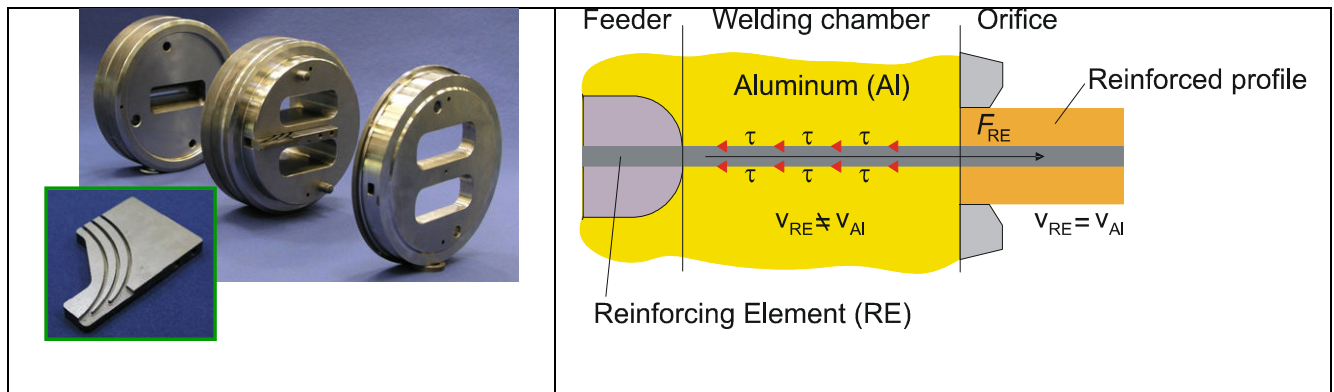 Feeder Welding chamber Orifice
Aluminum (Al)
Reinforced profile
F_RE
τ τ τ
τ τ τ
v_RE ≠ v_Al
v_RE = v_Al
Reinforcing Element (RE)